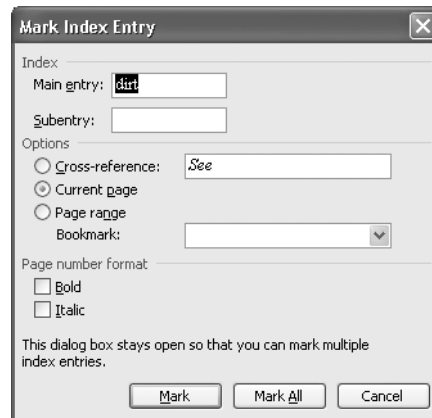 Mark Index Entry
Index
Main entry: dirt
Subentry:
Options
Cross-reference: See
Current page
Page range
Bookmark:
Page number format
Bold
Italic
This dialog box stays open so that you can mark multiple
index entries.
Mark Mark All Cancel